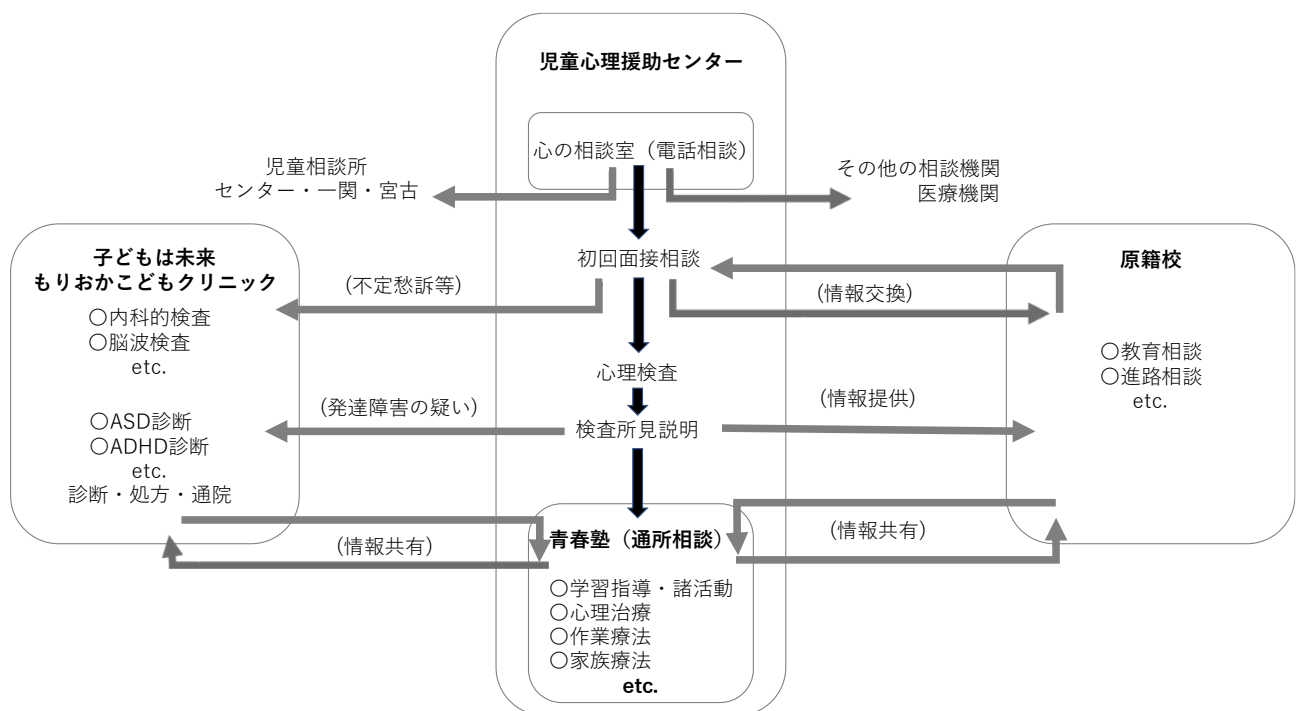 児童心理援助センター
心の相談室（電話相談）
児童相談所
センター・一関・宮古
その他の相談機関
医療機関
子どもは未来
もりおかこどもクリニック
○内科的検査
○脳波検査
etc.
○ASD診断
○ADHD診断
etc.
診断・処方・通院
初回面接相談
(不定愁訴等)
(情報交換)
心理検査
(発達障害の疑い)
検査所見説明
(情報提供)
原籍校
○教育相談
○進路相談
etc.
(情報共有)
青春塾（通所相談）
(情報共有)
○学習指導・諸活動
○心理治療
○作業療法
○家族療法
etc.